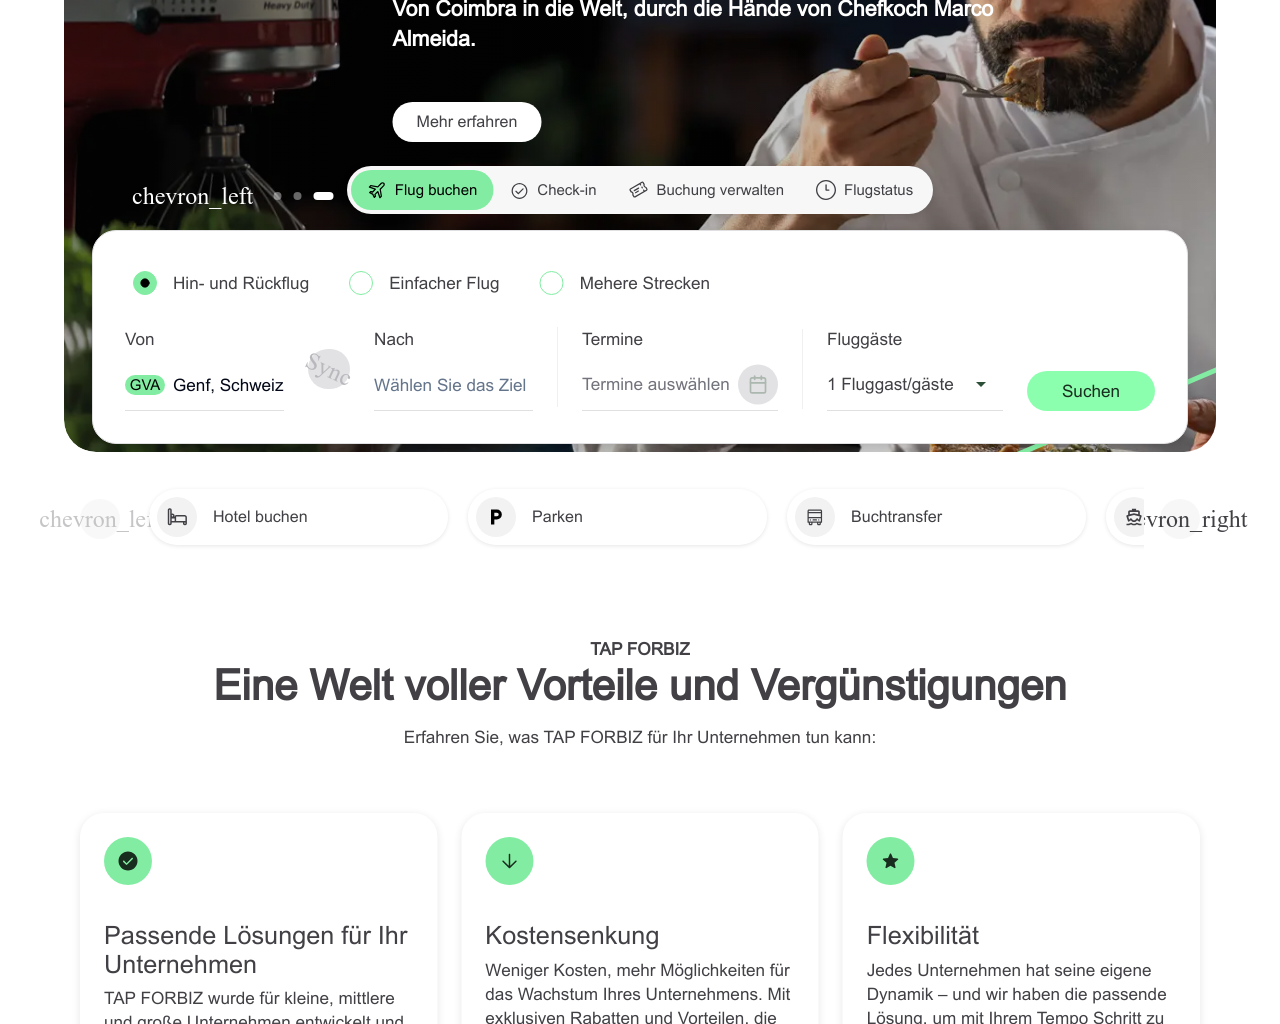 Heavy Duty
Von Coimbra in die Welt, durch die Hände von Chefkoch Marco
Almeida.
Mehr erfahren
chevron_left
Flug buchen
Check-in
Buchung verwalten
Flugstatus
Hin- und Rückflug
Einfacher Flug
Mehere Strecken
Von
Nach
Termine
Fluggäste
Sync
GVA
Genf, Schweiz
Wählen Sie das Ziel
Termine auswählen
1 Fluggast/gäste
Suchen
chevron_lef
Hotel buchen
P
Parken
Buchtransfer
evron_right
TAP FORBIZ
Eine Welt voller Vorteile und Vergünstigungen
Erfahren Sie, was TAP FORBIZ für Ihr Unternehmen tun kann:
Passende Lösungen für Ihr
Unternehmen
TAP FORBIZ wurde für kleine, mittlere
und große Unternehmen entwickelt und
Kostensenkung
Weniger Kosten, mehr Möglichkeiten für
das Wachstum Ihres Unternehmens. Mit
exklusiven Rabatten und Vorteilen, die
Flexibilität
Jedes Unternehmen hat seine eigene
Dynamik – und wir haben die passende
Lösung, um mit Ihrem Tempo Schritt zu